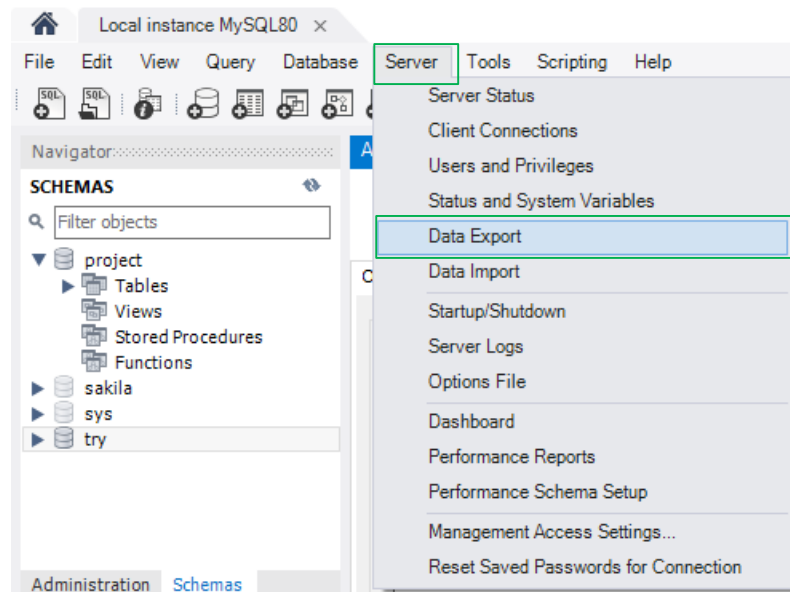 Local instance MySQL80 ×
File Edit View Query Database Server Tools Scripting Help
SQL SQL
Navigator
SCHEMAS
Filter objects
project
Tables
Views
Stored Procedures
Functions
sakila
sys
try
Administration Schemas
A
C
Server Status
Client Connections
Users and Privileges
Status and System Variables
Data Export
Data Import
Startup/Shutdown
Server Logs
Options File
Dashboard
Performance Reports
Performance Schema Setup
Management Access Settings...
Reset Saved Passwords for Connection